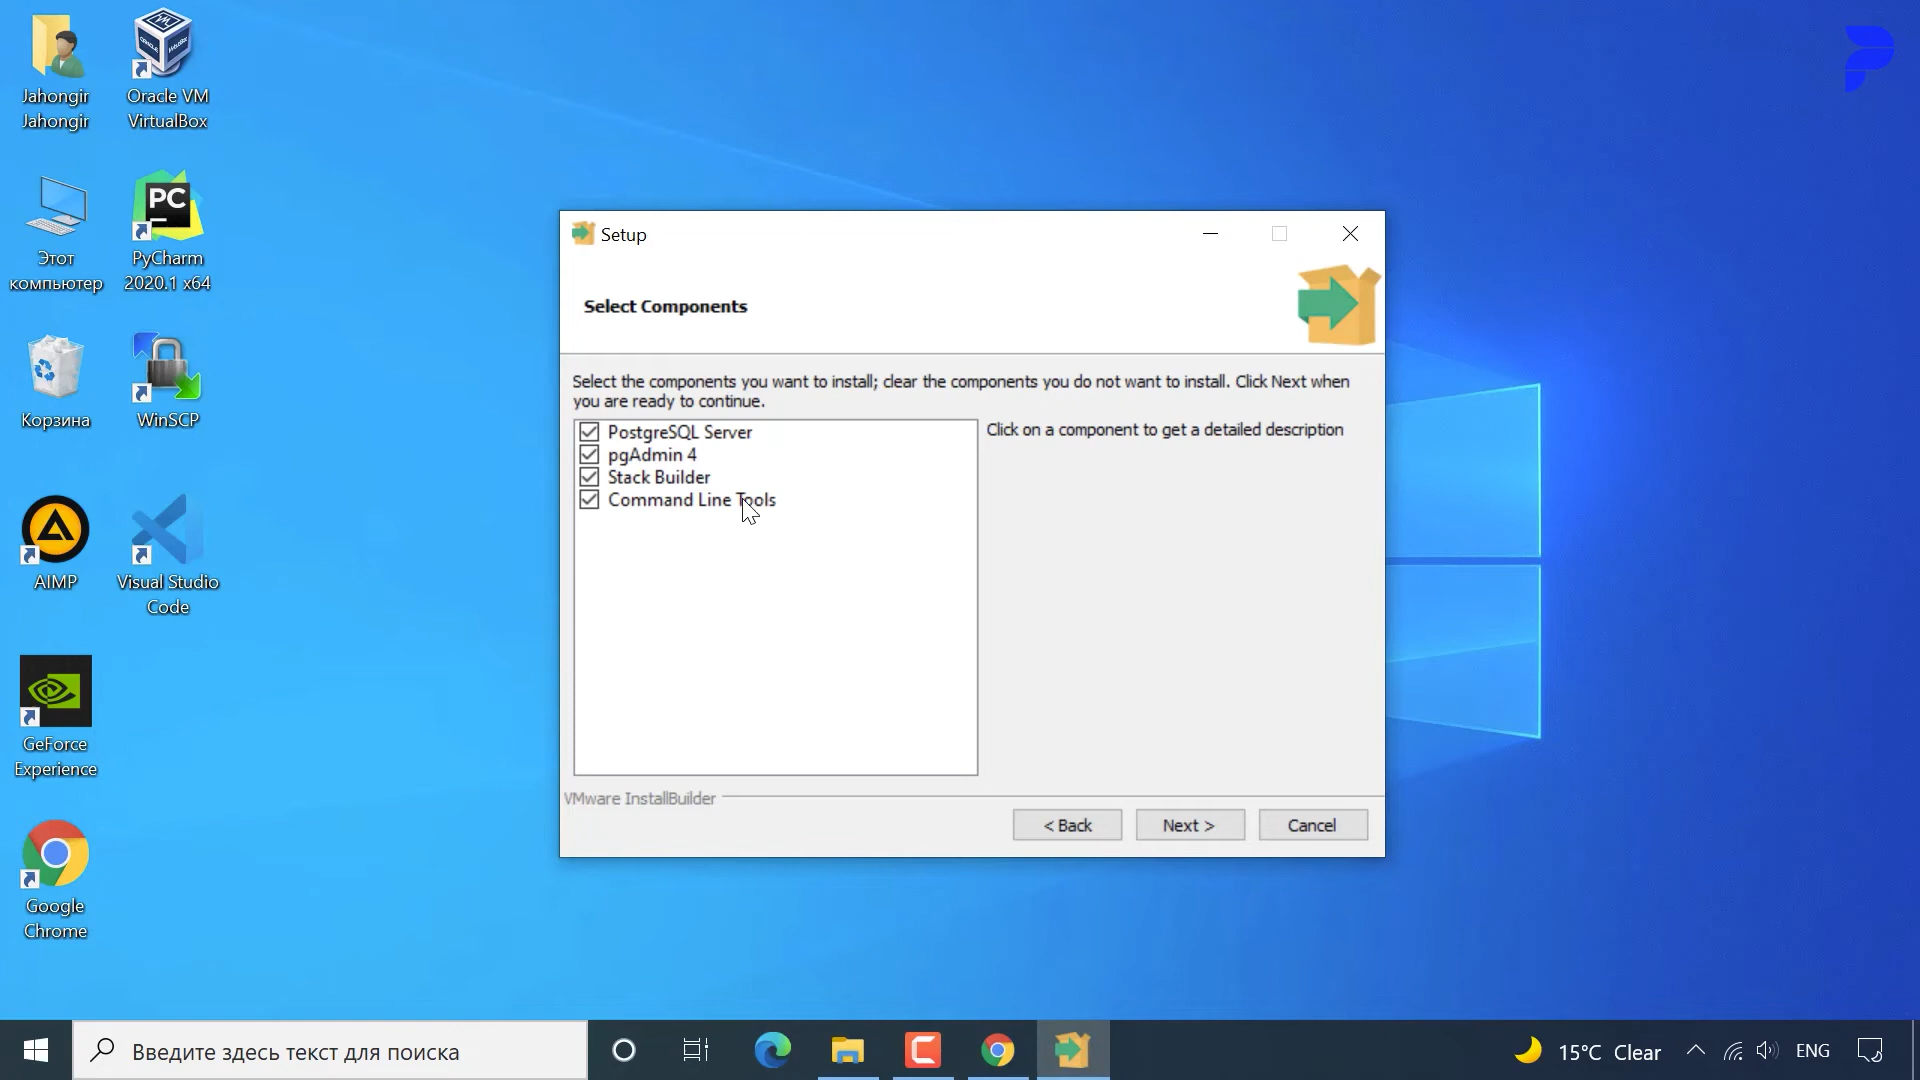 Jahongir
Jahongir
Oracle VM
VirtualBox
Этот
компьютер
PC
PyCharm
2020.1 x64
Корзина
WinSCP
AIMP
Visual Studio
Code
GeForce
Experience
Google
Chrome
Setup
Select Components
Select the components you want to install; clear the components you do not want to install. Click Next when
you are ready to continue.
PostgreSQL Server
pgAdmin 4
Stack Builder
Command Line Tools
Click on a component to get a detailed description
VMware InstallBuilder
< Back
Next >
Cancel
Введите здесь текст для поиска
15°C Clear
ENG